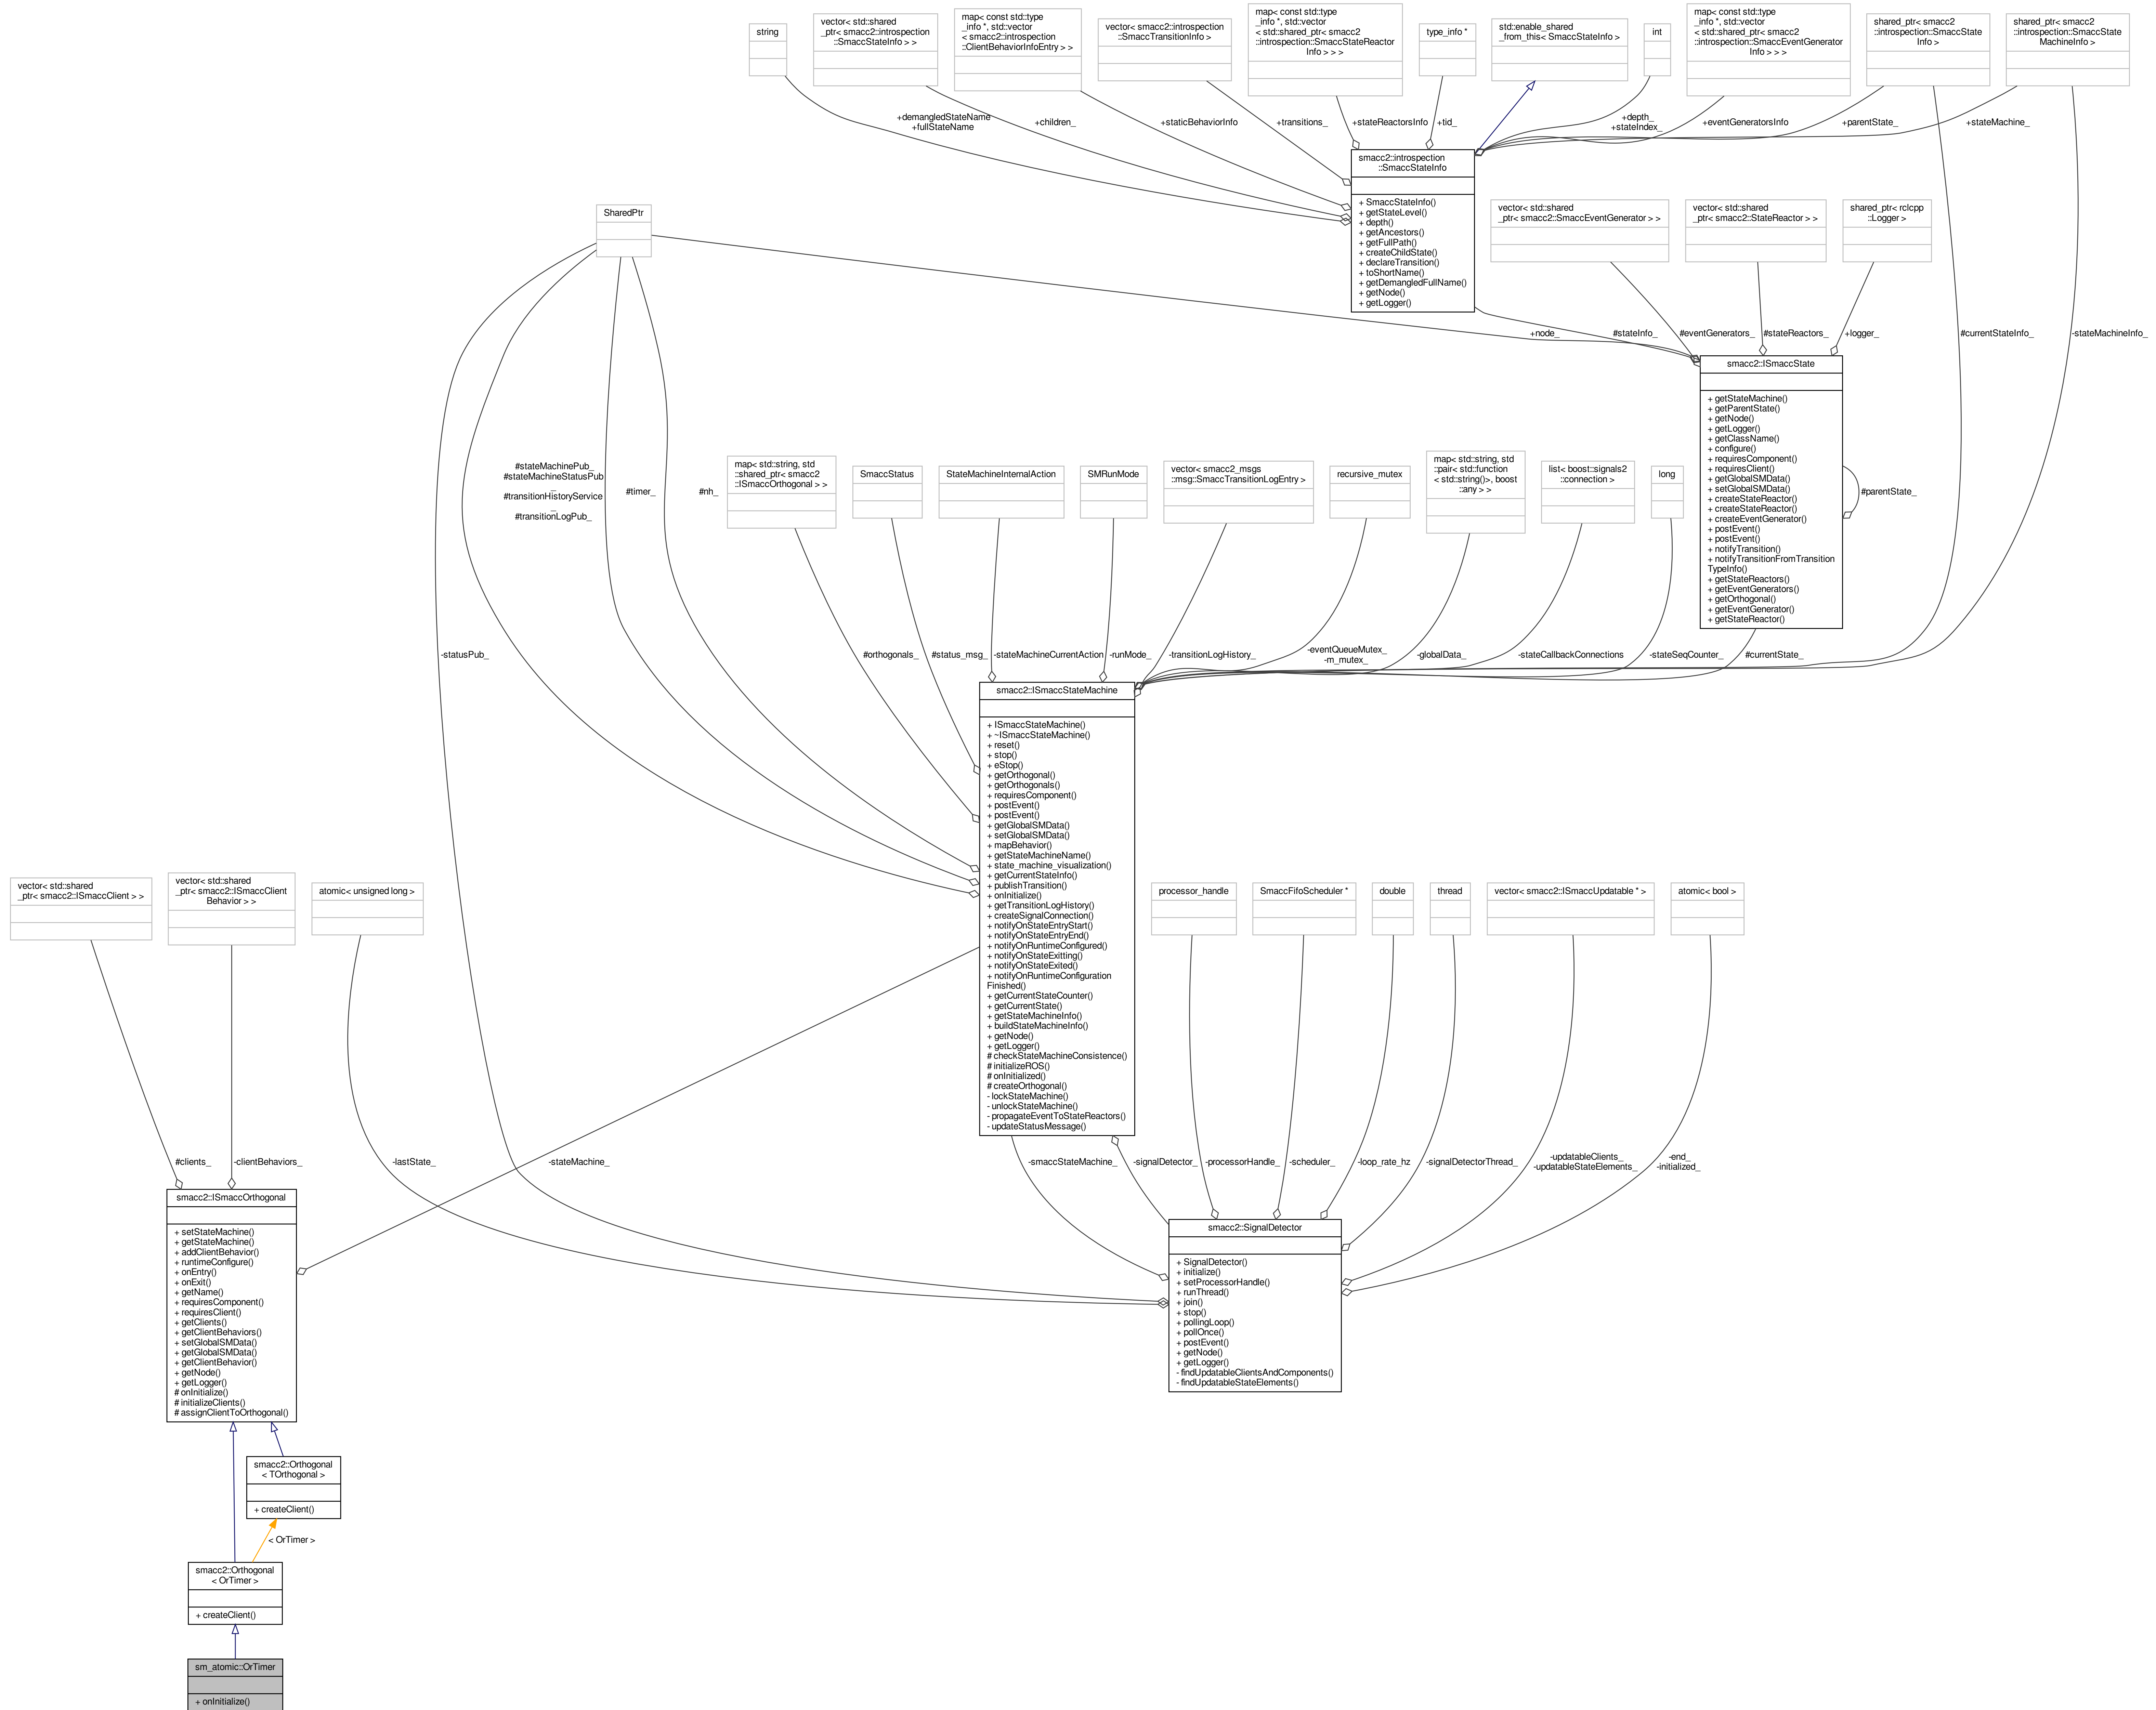 string
vector< std::shared
_ptr< smacc2::introspection
::SmaccStateInfo > >
map< const std::type
_info *, std::vector
< smacc2::introspection
::ClientBehaviorInfoEntry > >
vector< smacc2::introspection
::SmaccTransitionInfo >
map< const std::type
_info *, std::vector
< std::shared_ptr< smacc2
::introspection::SmaccStateReactor
Info > > >
type_info *
std::enable_shared
_from_this< SmaccStateInfo >
int
map< const std::type
_info *, std::vector
< std::shared_ptr< smacc2
::introspection::SmaccEventGenerator
Info > > >
shared_ptr< smacc2
::introspection::SmaccState
Info >
shared_ptr< smacc2
::introspection::SmaccState
MachineInfo >
+demangledStateName
+fullStateName
+children_
+staticBehaviorInfo
+transitions_
+stateReactorsInfo
+tid_
+depth_
+stateIndex_
+eventGeneratorsInfo
+parentState_
+stateMachine_
smacc2::introspection
::SmaccStateInfo
+ SmaccStateInfo()
+ getStateLevel()
+ depth()
+ getAncestors()
+ getFullPath()
+ createChildState()
+ declareTransition()
+ toShortName()
+ getDemangledFullName()
+ getNode()
+ getLogger()
SharedPtr
vector< std::shared
_ptr< smacc2::SmaccEventGenerator > >
vector< std::shared
_ptr< smacc2::StateReactor > >
shared_ptr< rclcpp
::Logger >
+node_
#stateInfo_
#eventGenerators_
#stateReactors_
+logger_
#currentStateInfo_
-stateMachineInfo_
smacc2::ISmaccState
+ getStateMachine()
+ getParentState()
+ getNode()
+ getLogger()
+ getClassName()
+ configure()
+ requiresComponent()
+ requiresClient()
+ getGlobalSMData()
+ setGlobalSMData()
+ createStateReactor()
+ createStateReactor()
+ createEventGenerator()
+ postEvent()
+ postEvent()
+ notifyTransition()
+ notifyTransitionFromTransition
TypeInfo()
+ getStateReactors()
+ getEventGenerators()
+ getOrthogonal()
+ getEventGenerator()
+ getStateReactor()
#parentState_
#stateMachinePub_
#stateMachineStatusPub
_
#transitionHistoryService
_
#transitionLogPub_
#timer_
#nh_
map< std::string, std
::shared_ptr< smacc2
::ISmaccOrthogonal > >
SmaccStatus
StateMachineInternalAction
SMRunMode
vector< smacc2_msgs
::msg::SmaccTransitionLogEntry >
recursive_mutex
map< std::string, std
::pair< std::function
< std::string()>, boost
::any > >
list< boost::signals2
::connection >
long
-statusPub_
#orthogonals_
#status_msg_
-stateMachineCurrentAction
-runMode_
-transitionLogHistory_
-eventQueueMutex_
-m_mutex_
-globalData_
-stateCallbackConnections
-stateSeqCounter_
#currentState_
smacc2::ISmaccStateMachine
+ ISmaccStateMachine()
+ ~ISmaccStateMachine()
+ reset()
+ stop()
+ eStop()
+ getOrthogonal()
+ getOrthogonals()
+ requiresComponent()
+ postEvent()
+ postEvent()
+ getGlobalSMData()
+ setGlobalSMData()
+ mapBehavior()
+ getStateMachineName()
+ state_machine_visualization()
+ getCurrentStateInfo()
+ publishTransition()
+ onInitialize()
+ getTransitionLogHistory()
+ createSignalConnection()
+ notifyOnStateEntryStart()
+ notifyOnStateEntryEnd()
+ notifyOnRuntimeConfigured()
+ notifyOnStateExitting()
+ notifyOnStateExited()
+ notifyOnRuntimeConfiguration
Finished()
+ getCurrentStateCounter()
+ getCurrentState()
+ getStateMachineInfo()
+ buildStateMachineInfo()
+ getNode()
+ getLogger()
# checkStateMachineConsistence()
# initializeROS()
# onInitialized()
# createOrthogonal()
- lockStateMachine()
- unlockStateMachine()
- propagateEventToStateReactors()
- updateStatusMessage()
vector< std::shared
_ptr< smacc2::ISmaccClient > >
vector< std::shared
_ptr< smacc2::ISmaccClient
Behavior > >
atomic< unsigned long >
processor_handle
SmaccFifoScheduler *
double
thread
vector< smacc2::ISmaccUpdatable * >
atomic< bool >
#clients_
-clientBehaviors_
-lastState_
-stateMachine_
-smaccStateMachine_
-signalDetector_
-processorHandle_
-scheduler_
-loop_rate_hz
-signalDetectorThread_
-updatableClients_
-updatableStateElements_
-end_
-initialized_
smacc2::ISmaccOrthogonal
+ setStateMachine()
+ getStateMachine()
+ addClientBehavior()
+ runtimeConfigure()
+ onEntry()
+ onExit()
+ getName()
+ requiresComponent()
+ requiresClient()
+ getClients()
+ getClientBehaviors()
+ setGlobalSMData()
+ getGlobalSMData()
+ getClientBehavior()
+ getNode()
+ getLogger()
# onInitialize()
# initializeClients()
# assignClientToOrthogonal()
smacc2::SignalDetector
+ SignalDetector()
+ initialize()
+ setProcessorHandle()
+ runThread()
+ join()
+ stop()
+ pollingLoop()
+ pollOnce()
+ postEvent()
+ getNode()
+ getLogger()
- findUpdatableClientsAndComponents()
- findUpdatableStateElements()
smacc2::Orthogonal
< TOrthogonal >
+ createClient()
< OrTimer >
smacc2::Orthogonal
< OrTimer >
+ createClient()
sm_atomic::OrTimer
+ onInitialize()